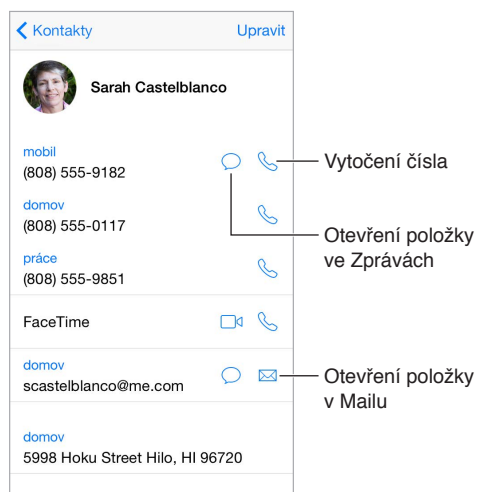 Kontakty Upravit
Sarah Castelblanco
mobil
(808) 555-9182
Vytočení čísla
domov
(808) 555-0117
Otevření položky
ve Zprávách
práce
(808) 555-9851
FaceTime
domov
scastelblanco@me.com
Otevření položky
v Mailu
domov
5998 Hoku Street Hilo, HI 96720